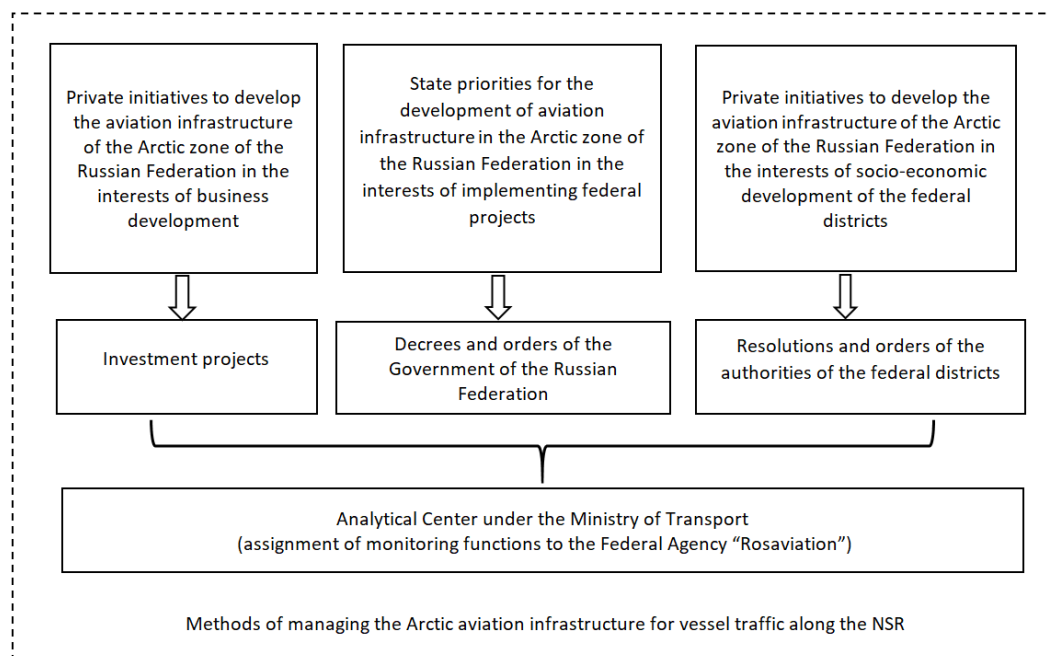 Private initiatives to develop
the aviation infrastructure
of the Arctic zone of the
Russian Federation in the
interests of business
development
State priorities for the
development of aviation
infrastructure in the Arctic zone of
the Russian Federation in the
interests of implementing federal
projects
Private initiatives to develop the
aviation infrastructure of the Arctic
zone of the Russian Federation in
the interests of socio-economic
development of the federal
districts
Investment projects
Decrees and orders of the
Government of the Russian
Federation
Resolutions and orders of the
authorities of the federal districts
Analytical Center under the Ministry of Transport
(assignment of monitoring functions to the Federal Agency “Rosaviation”)
Methods of managing the Arctic aviation infrastructure for vessel traffic along the NSR